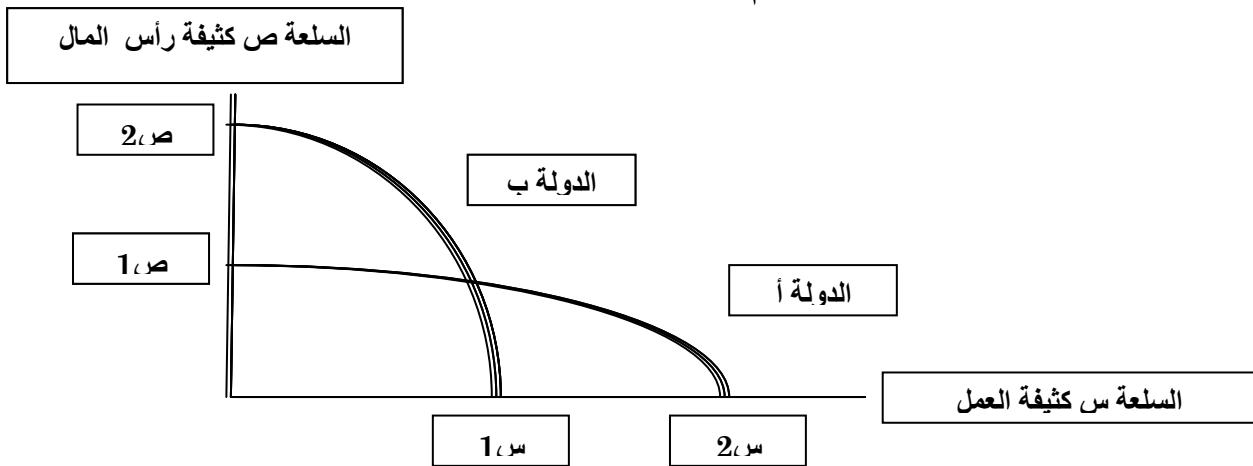 السلعة ص كثيفة رأس المال
ص2
الدولة ب
ص1
الدولة أ
السلعة س كثيفة العمل
س1
س2